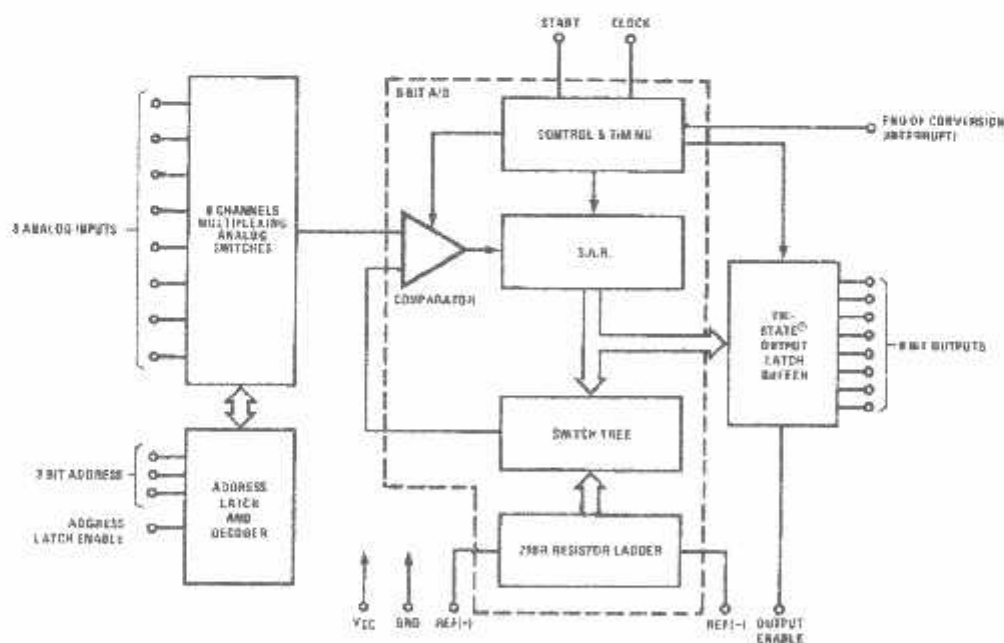 START
CLOCK
8 BIT A/D
END OF CONVERSION
(INTERRUPT)
CONTROL & TIMING
8 ANALOG INPUTS
8 CHANNELS
MULTIPLEXING
ANALOG
SWITCHES
S.A.R.
COMPARATOR
TRI-
STATE®
OUTPUT
LATCH
BUFFER
8 BIT OUTPUTS
SWITCH TREE
3 BIT ADDRESS
ADDRESS
LATCH
AND
DECODER
ADDRESS
LATCH ENABLE
256R RESISTOR LADDER
VCC
GND
REF(-)
OUTPUT
ENABLE